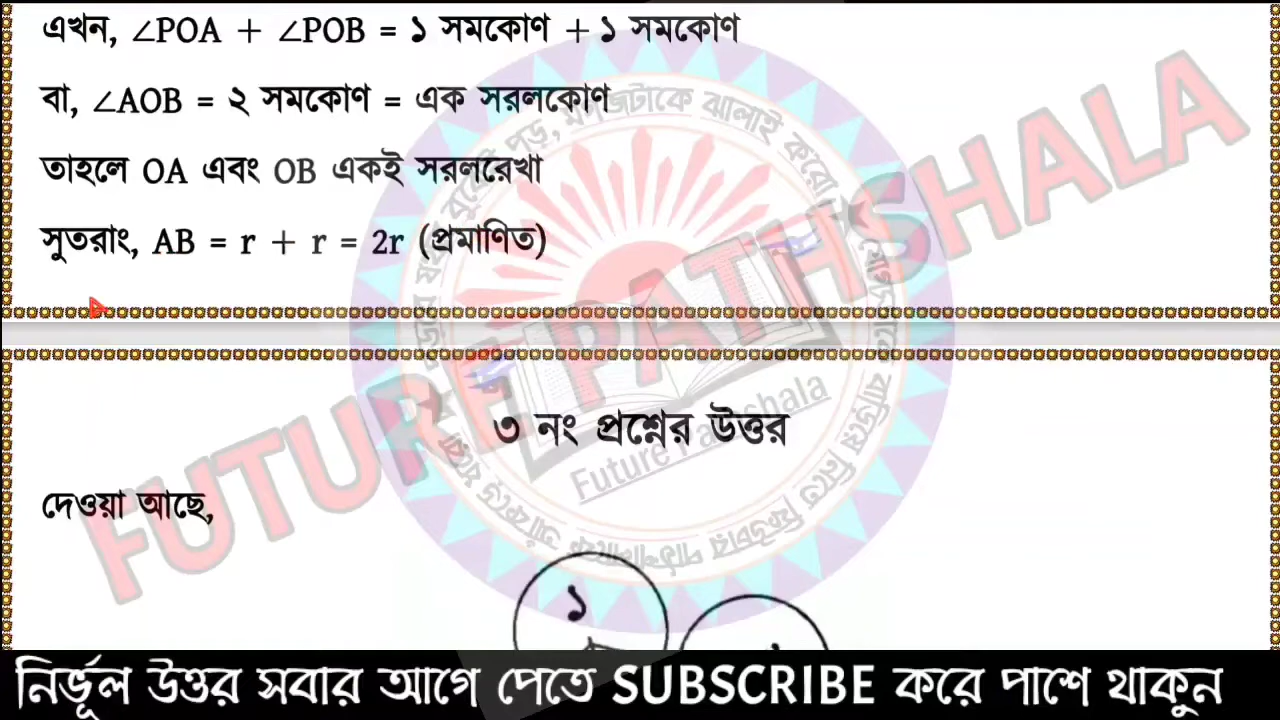 এখন, ∠POA + ∠POB = ১ সমকোণ + ১ সমকোণ
বা, ∠AOB = ২ সমকোণ = এক সরলকোণ
তাহলে OA এবং OB একই সরলরেখা
সুতরাং, AB = r + r = 2r (প্রমাণিত)
FUTURE PATHSHALA
Future Pathshala
৩ নং প্রশ্নের উত্তর
দেওয়া আছে,
১
নির্ভূল উত্তর সবার আগে পেতে SUBSCRIBE করে পাশে থাকুন